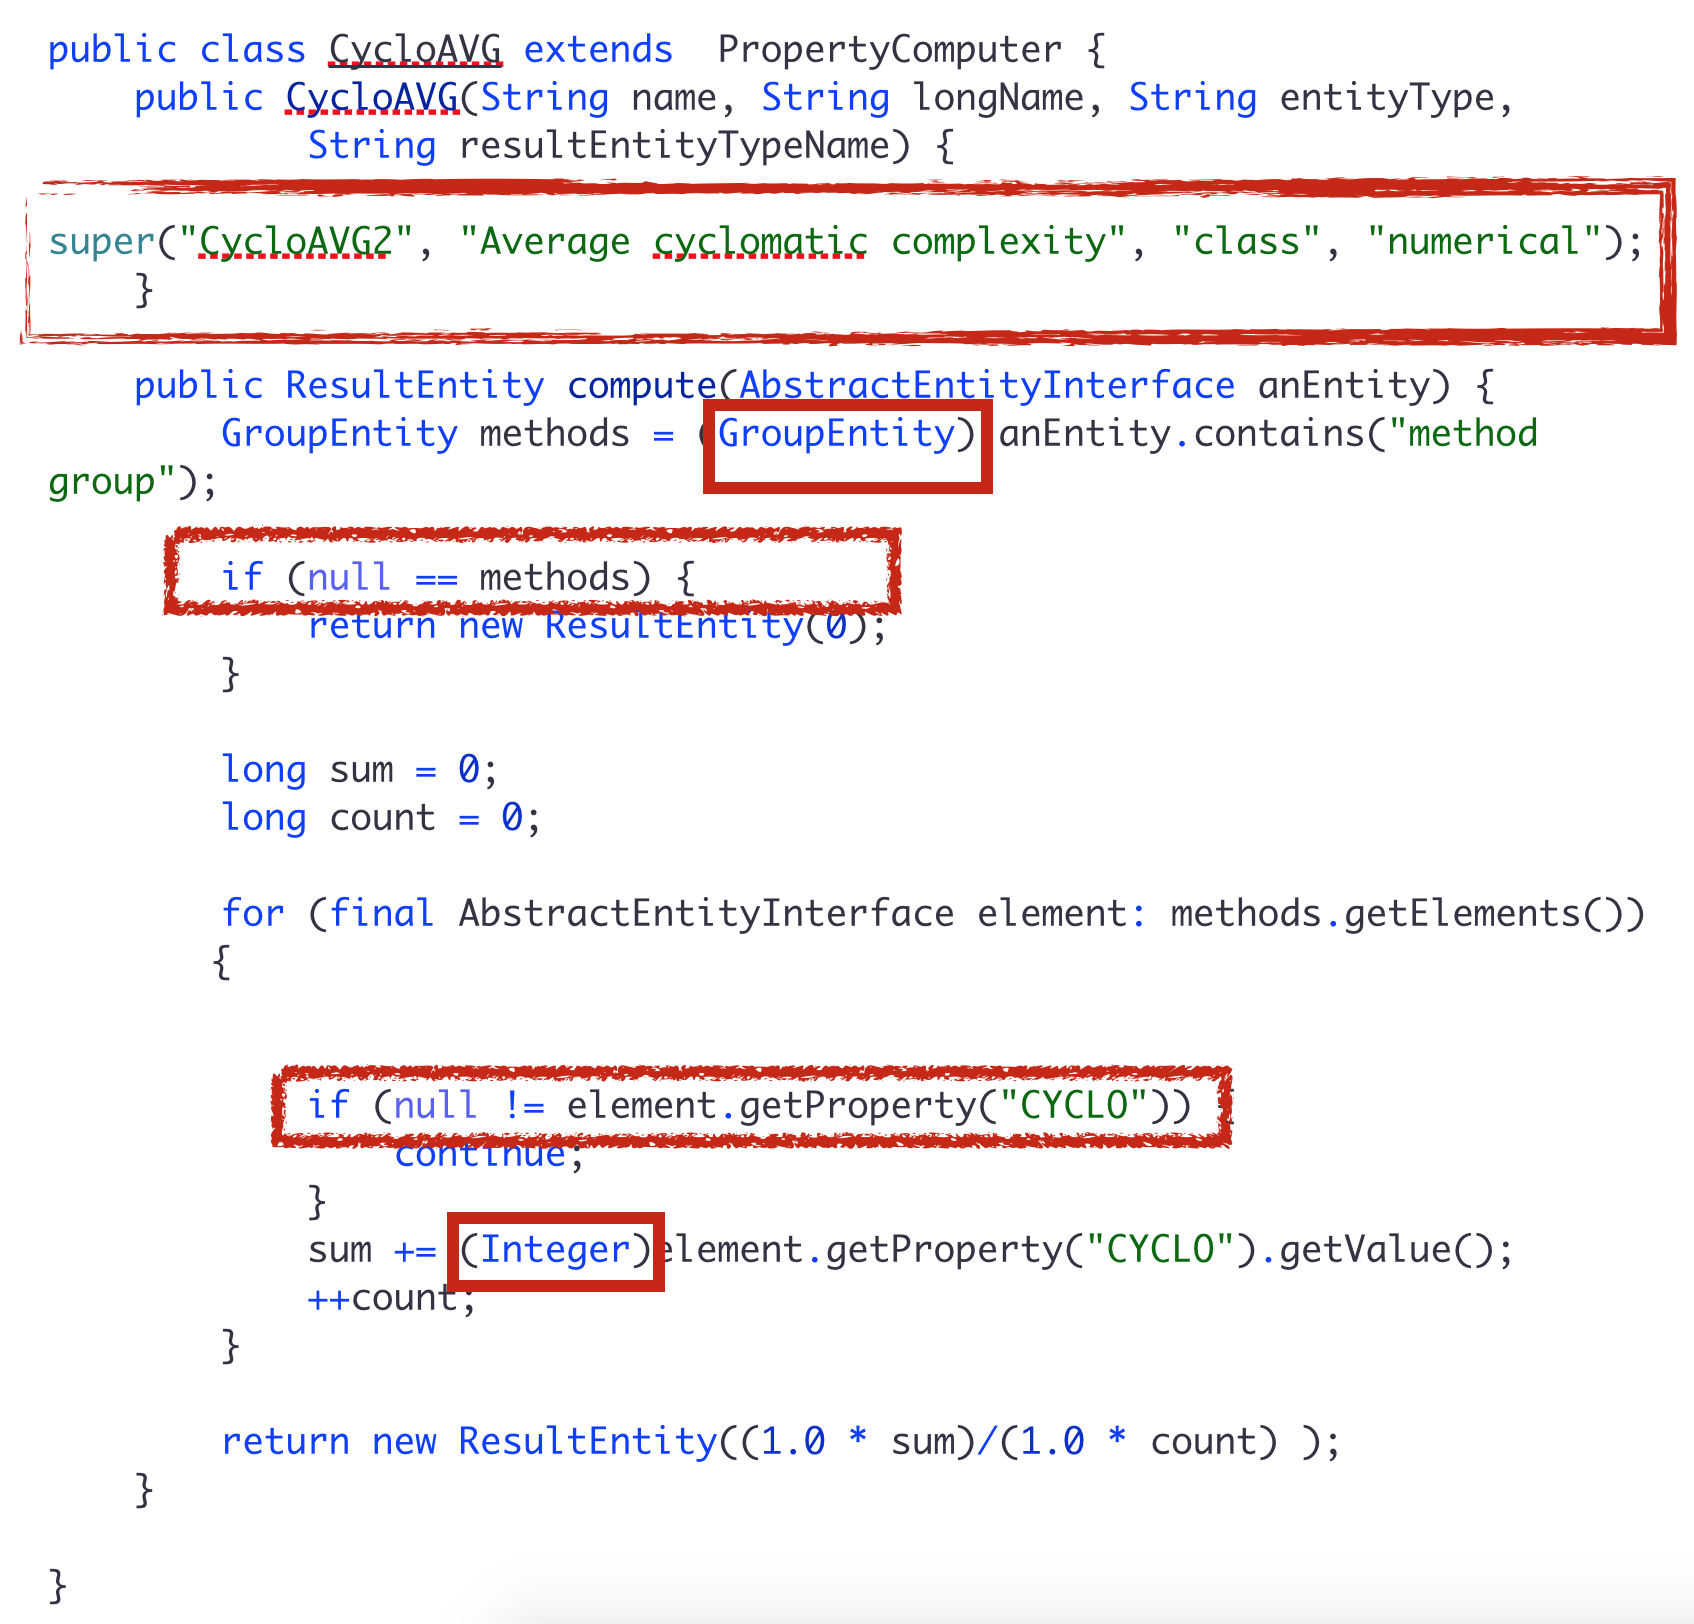 public class CycloAVG extends  PropertyComputer {
    public CycloAVG(String name, String longName, String entityType,
            String resultEntityTypeName) {
super("CycloAVG2", "Average cyclomatic complexity", "class", "numerical");
    }
    public ResultEntity compute(AbstractEntityInterface anEntity) {
        GroupEntity methods = (GroupEntity) anEntity.contains("method
group");
        if (null == methods) {
            return new ResultEntity(0);
        }
        long sum = 0;
        long count = 0;
        for (final AbstractEntityInterface element: methods.getElements())
        {
            if (null != element.getProperty("CYCLO")) {
                continue;
            }
            sum += (Integer)element.getProperty("CYCLO").getValue();
            ++count;
        }
        return new ResultEntity((1.0 * sum)/(1.0 * count) );
    }
}